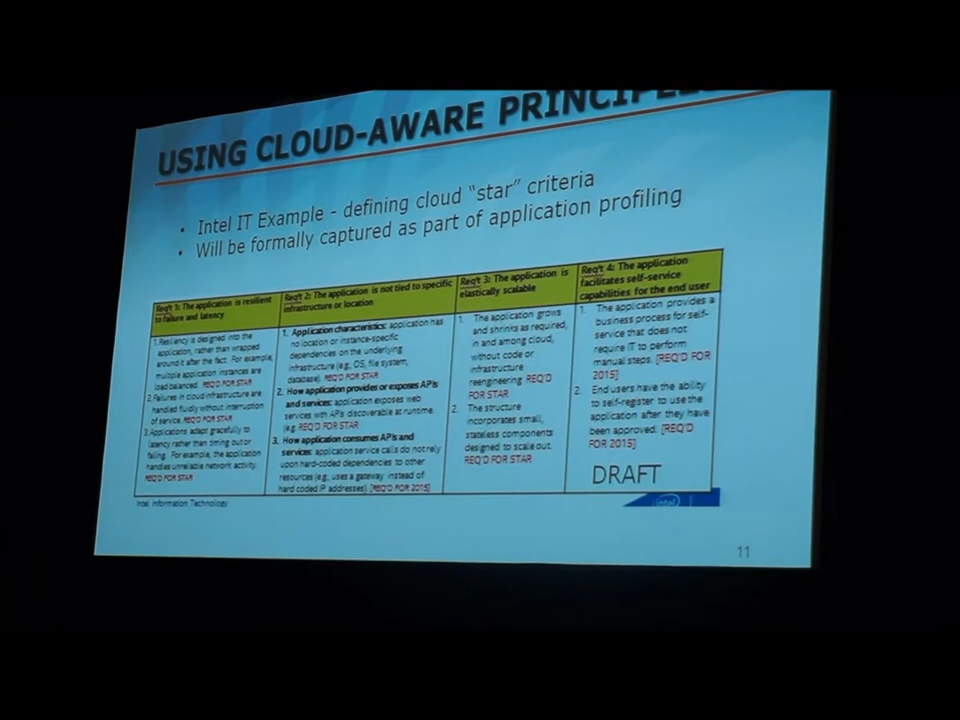 USING CLOUD-AWARE PRINCIPLES
• Intel IT Example - defining cloud "star" criteria
• Will be formally captured as part of application profiling
Req't 1: The application is resilient
to failure and latency
1. Resiliency is designed into the
application, rather than wrapped
around it after the fact. For example,
multiple application instances are
load balanced. REQ'D FOR STAR
2. Failures in cloud infrastructure are
handled fluidly without interruption
of service. REQ'D FOR STAR
3. Applications adapt gracefully to
latency rather than timing out or
failing. For example, the application
handles unreliable network activity.
REQ'D FOR STAR
Req't 2: The application is not tied to specific
infrastructure or location
1. Application characteristics: application has
no location or instance-specific
dependencies on the underlying
infrastructure (e.g., OS, file system,
database). REQ'D FOR STAR
2. How application provides or exposes APIs
and services: application exposes web
services with APIs discoverable at runtime.
(e.g. REQ'D FOR STAR
3. How application consumes APIs and
services: application service calls do not rely
upon hard-coded dependencies to other
resources (e.g., uses a gateway instead of
hard coded IP addresses). [REQ'D FOR 2015]
Req't 3: The application is
elastically scalable
1. The application grows
and shrinks as required,
in and among cloud,
without code or
infrastructure
reengineering REQ'D
FOR STAR
2. The structure
incorporates small,
stateless components
designed to scale out.
REQ'D FOR STAR
Req't 4: The application
facilitates self-service
capabilities for the end user
1. The application provides a
business process for self-
service that does not
require IT to perform
manual steps. [REQ'D FOR
2015]
2. End users have the ability
to self-register to use the
application after they have
been approved. [REQ'D
FOR 2015]
DRAFT
Intel Information Technology
intel
11